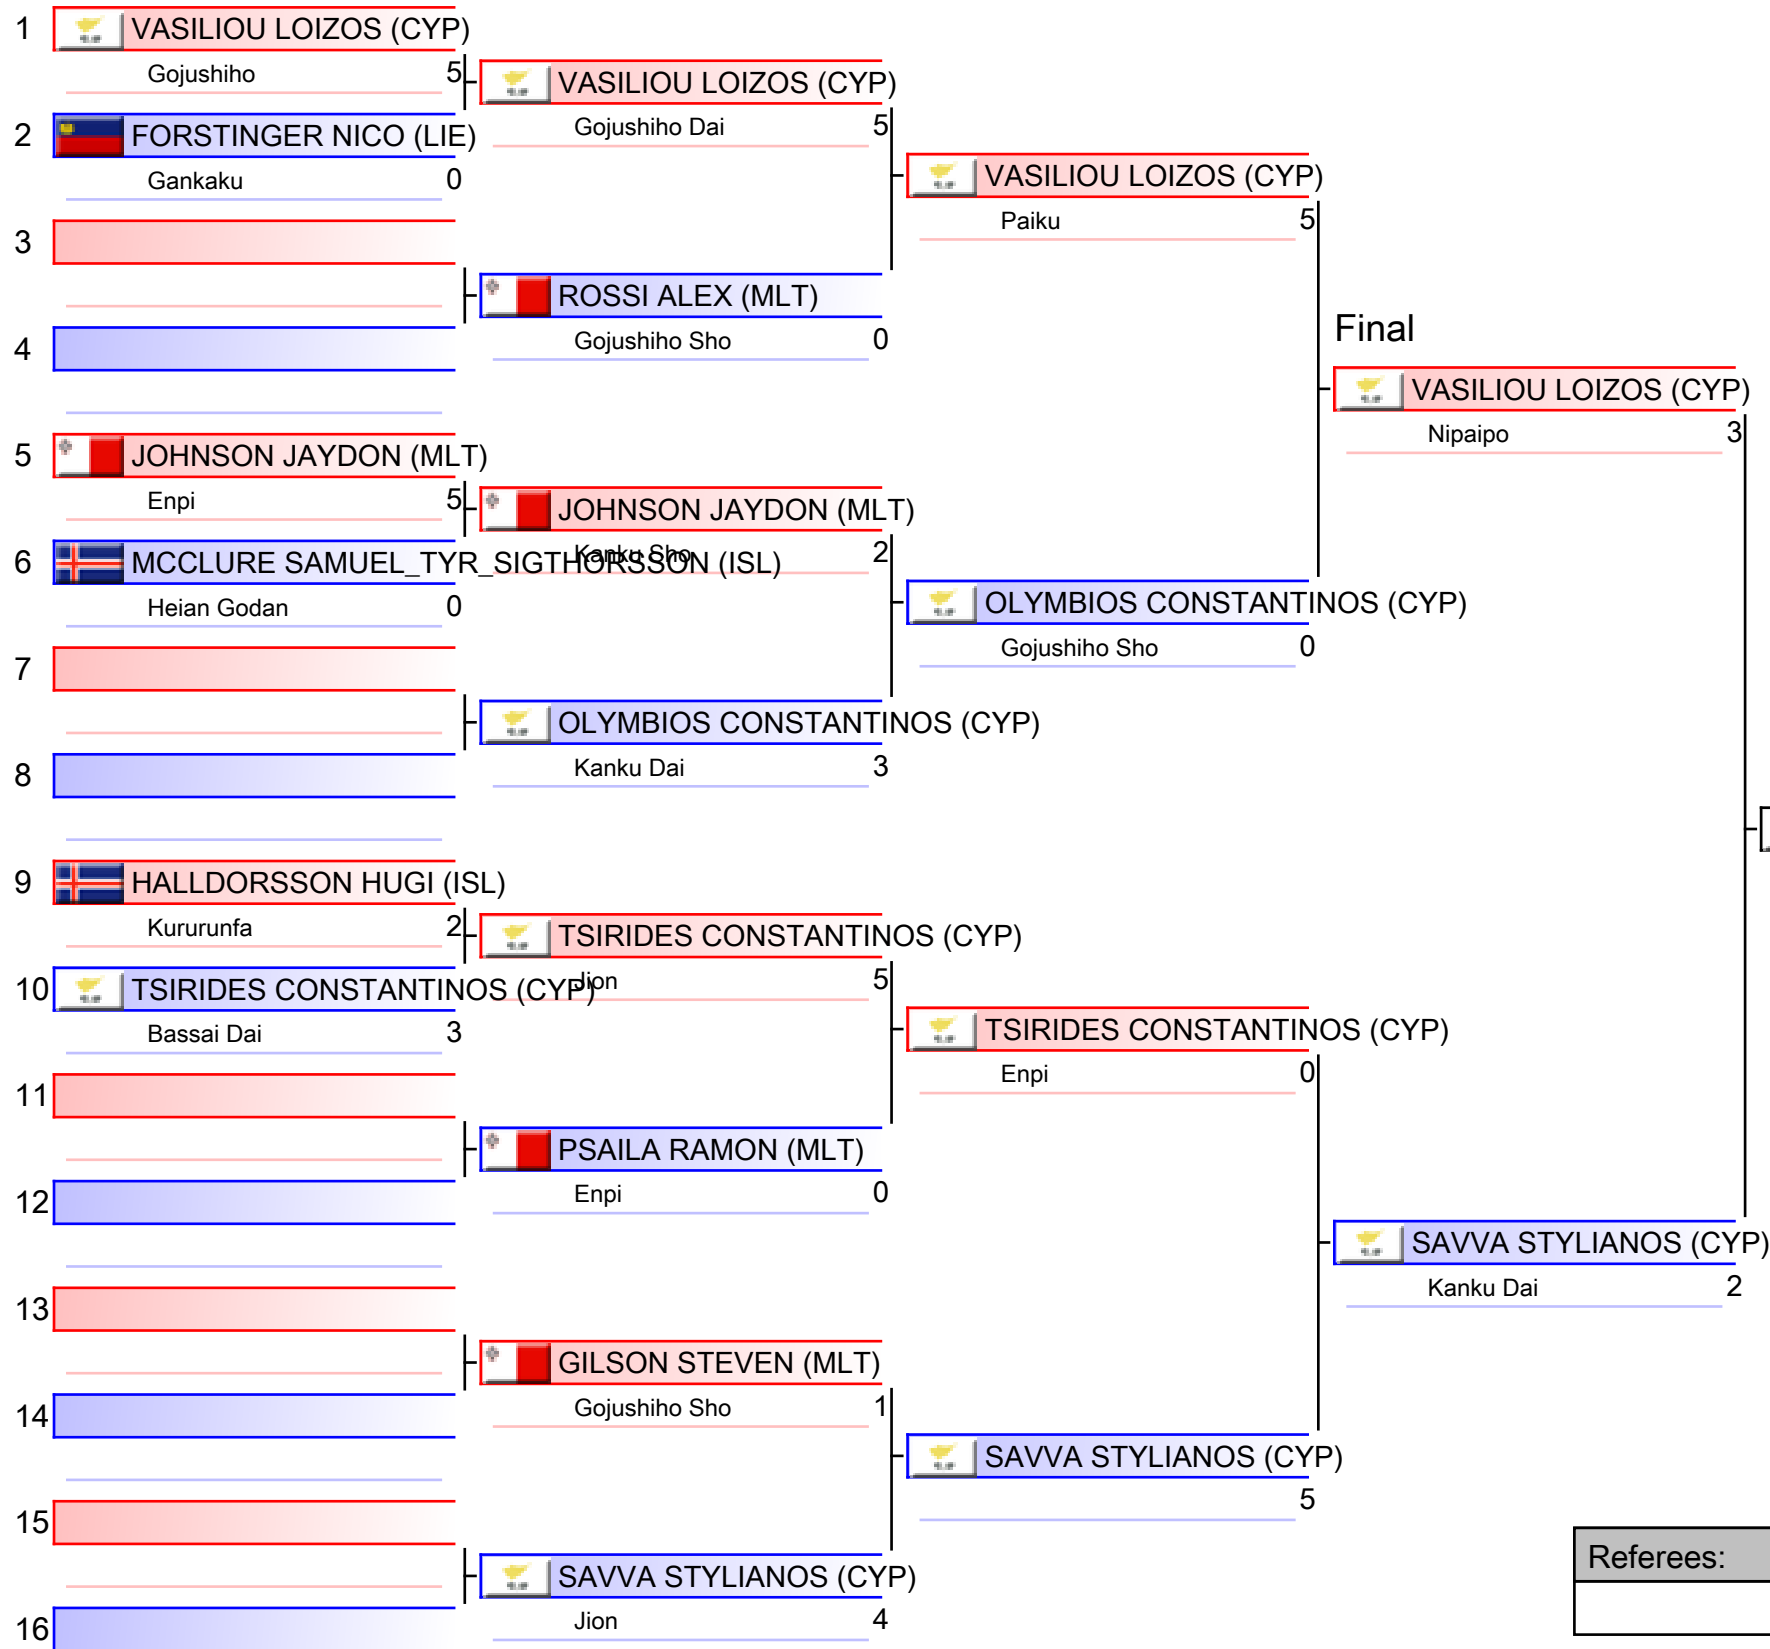 1 VASILIOU LOIZOS (CYP)
Gojushiho 5
2 FORSTINGER NICO (LIE)
Gankaku 0
3
4
5 JOHNSON JAYDON (MLT)
Enpi 5
6 MCCLURE SAMUEL_TYR_SIGTHORSSON (ISL)
Heian Godan 0
7
8
9 HALLDORSSON HUGI (ISL)
Kururunfa 2
10 TSIRIDES CONSTANTINOS (CYP)
Bassai Dai 3
11
12
13
14
15
16
VASILIOU LOIZOS (CYP)
Gojushiho Dai 5
ROSSI ALEX (MLT)
Gojushiho Sho 0
JOHNSON JAYDON (MLT)
Kanku Sho 2
OLYMBIOS CONSTANTINOS (CYP)
Kanku Dai 3
TSIRIDES CONSTANTINOS (CYP)
Jion 5
PSAILA RAMON (MLT)
Enpi 0
GILSON STEVEN (MLT)
Gojushiho Sho 1
SAVVA STYLIANOS (CYP)
Jion 4
VASILIOU LOIZOS (CYP)
Paiku 5
OLYMBIOS CONSTANTINOS (CYP)
Gojushiho Sho 0
TSIRIDES CONSTANTINOS (CYP)
Enpi 0
SAVVA STYLIANOS (CYP)
5
Final
VASILIOU LOIZOS (CYP)
Nipaipo 3
SAVVA STYLIANOS (CYP)
Kanku Dai 2
Referees: